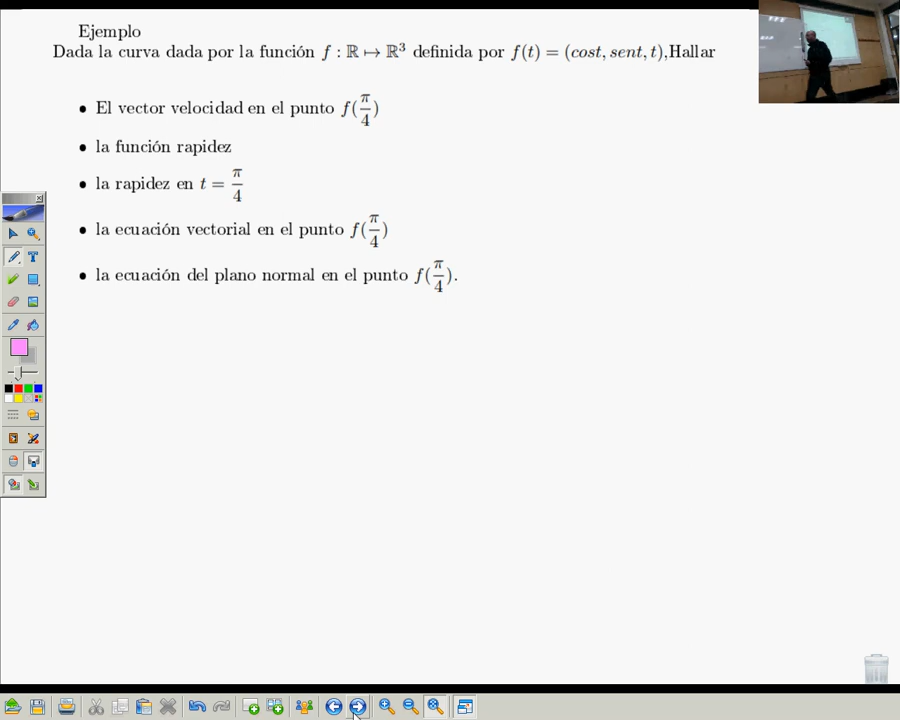 Ejemplo
Dada la curva dada por la función f : ℝ ↦ ℝ³ definida por f(t) = (cost, sent, t),Hallar
• El vector velocidad en el punto f(π/4)
• la función rapidez
• la rapidez en t = π/4
• la ecuación vectorial en el punto f(π/4)
• la ecuación del plano normal en el punto f(π/4).
T